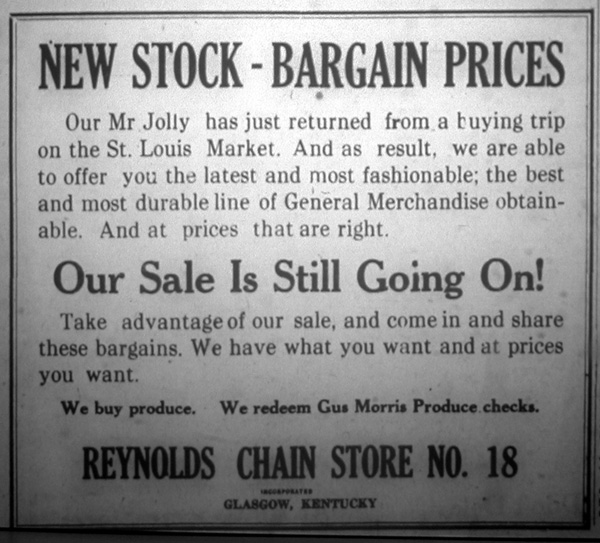 NEW STOCK - BARGAIN PRICES
Our Mr Jolly has just returned from a buying trip
on the St. Louis Market. And as result, we are able
to offer you the latest and most fashionable; the best
and most durable line of General Merchandise obtain-
able. And at prices that are right.
Our Sale Is Still Going On!
Take advantage of our sale, and come in and share
these bargains. We have what you want and at prices
you want.
We buy produce. We redeem Gus Morris Produce checks.
REYNOLDS CHAIN STORE NO. 18
INCORPORATED
GLASGOW, KENTUCKY